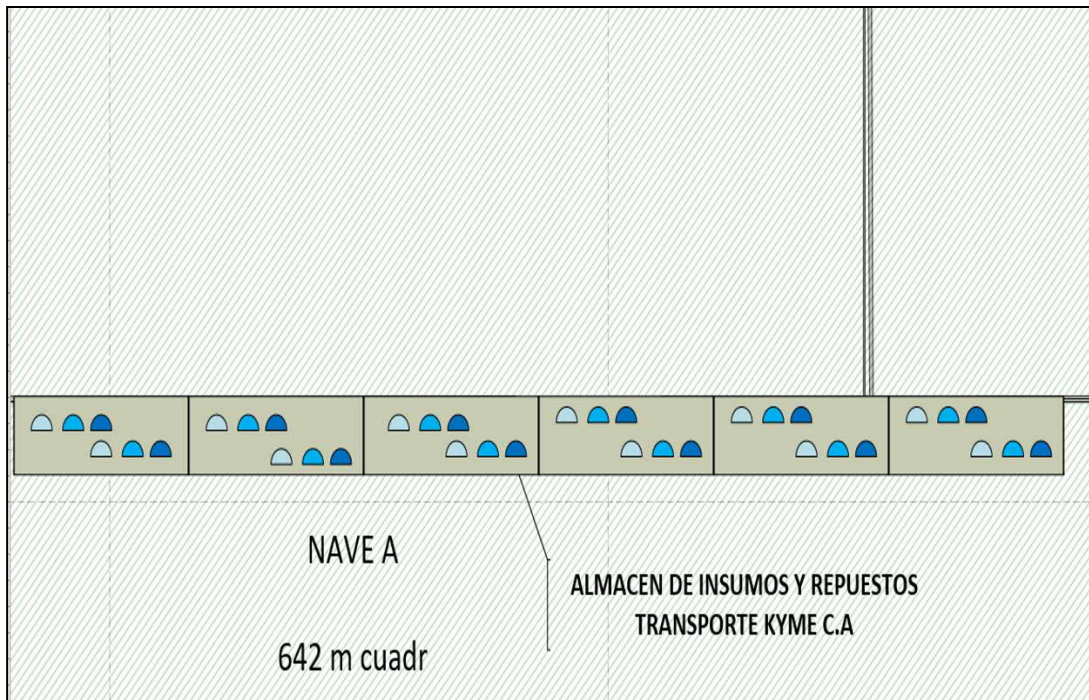 NAVE A
642 m cuadr
ALMACEN DE INSUMOS Y REPUESTOS
TRANSPORTE KYME C.A